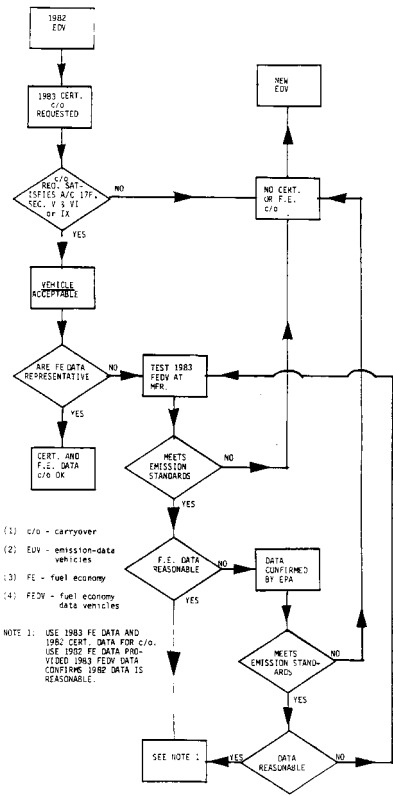 1982
EDV
1983 CERT.
c/o
REQUESTED
c/o
REQ. SAT-
ISFIES A/C 17F,
SEC. V & VI
or IX
NO
YES
NEW
EDV
NO CERT.
OR F.E.
c/o
VEHICLE
ACCEPTABLE
ARE FE DATA
REPRESENTATIVE
NO
YES
TEST 1983
FEDV AT
MFR.
CERT. AND
F.E. DATA
c/o OK
MEETS
EMISSION
STANDARDS
NO
YES
F.E. DATA
REASONABLE
NO
YES
DATA
CONFIRMED
BY EPA
MEETS
EMISSION STAND-
ARDS
NO
YES
DATA
REASONABLE
NO
YES
SEE NOTE 1
(1) c/o - carryover
(2) EDV - emission-data
vehicles
(3) FE - fuel economy
(4) FEDV - fuel economy
data vehicles
NOTE 1: USE 1983 FE DATA AND
1982 CERT. DATA FOR c/o.
USE 1982 FE DATA PRO-
VIDED 1983 FEDV DATA
CONFIRMS 1982 DATA IS
REASONABLE.